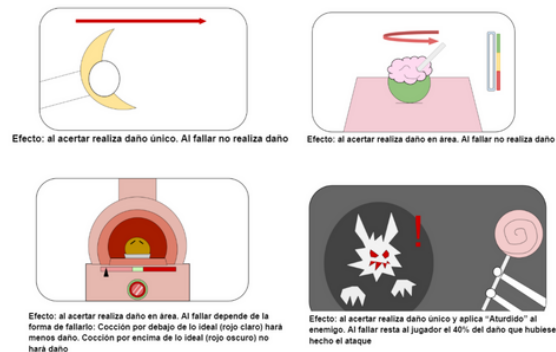 Efecto: al acertar realiza daño único. Al fallar no realiza daño
Efecto: al acertar realiza daño en área. Al fallar no realiza daño
Efecto: al acertar realiza daño en área. Al fallar depende de la
forma de fallarlo: Cocción por debajo de lo ideal (rojo claro) hará
menos daño. Cocción por encima de lo ideal (rojo oscuro) no
hará daño
!
Efecto: al acertar realiza daño único y aplica “Aturdido” al
enemigo. Al fallar resta al jugador el 40% del daño que hubiese
hecho el ataque